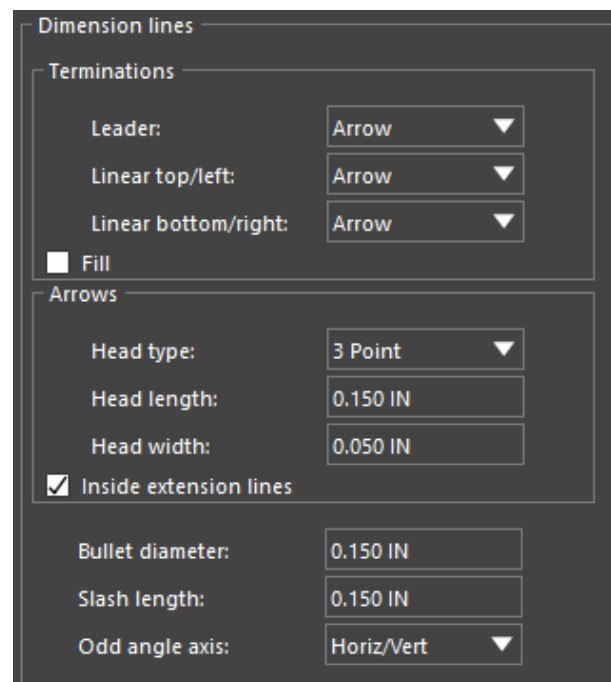 Dimension lines
Terminations
Leader: Arrow
Linear top/left: Arrow
Linear bottom/right: Arrow
Fill
Arrows
Head type: 3 Point
Head length: 0.150 IN
Head width: 0.050 IN
Inside extension lines
Bullet diameter: 0.150 IN
Slash length: 0.150 IN
Odd angle axis: Horiz/Vert